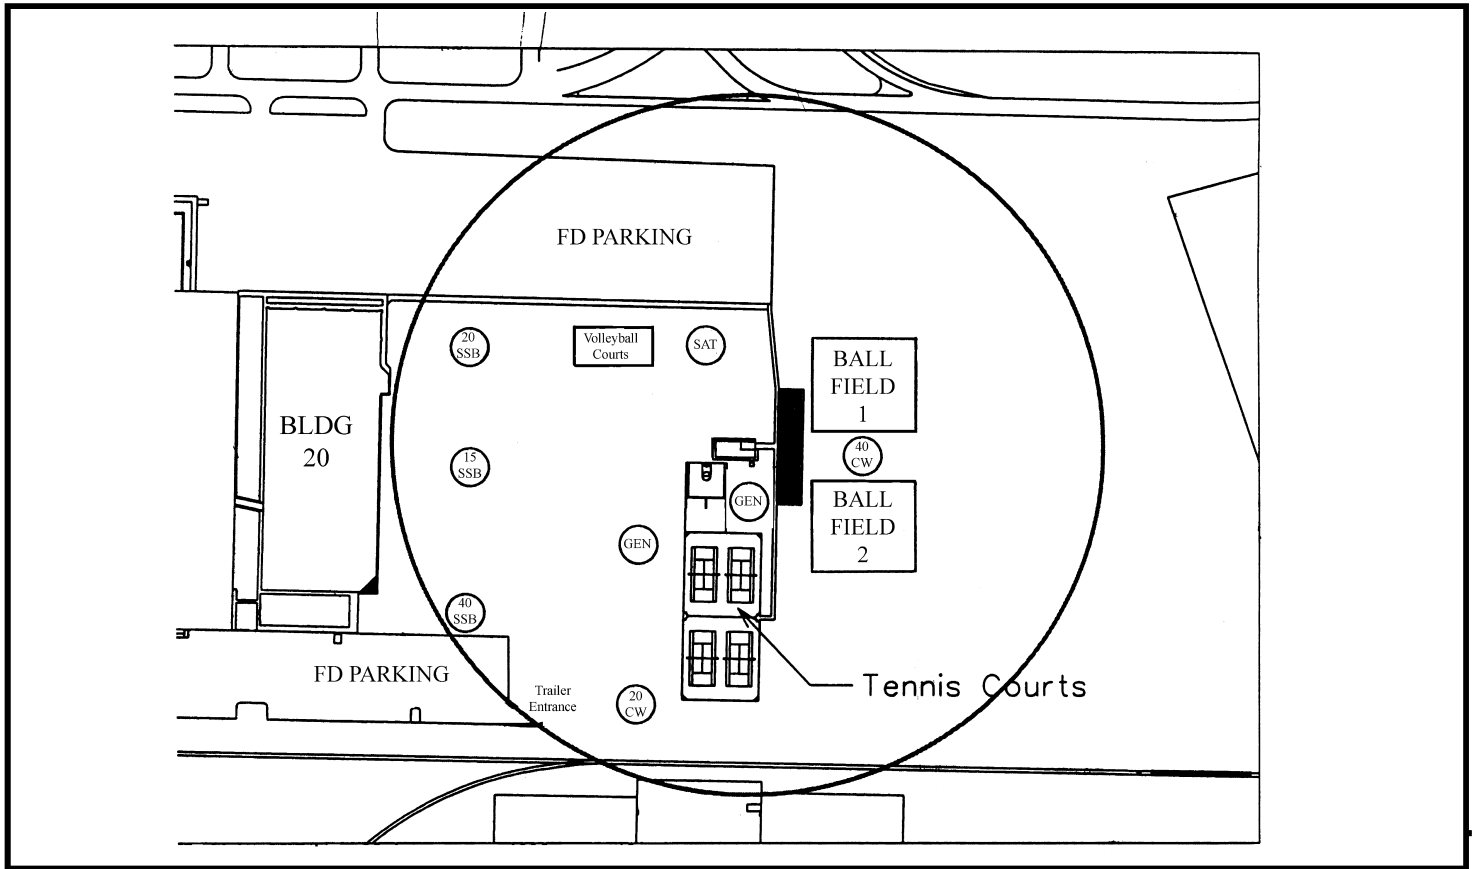 FD PARKING
20
SSB
Volleyball
Courts
SAT
BALL
FIELD
1
BLDG
20
15
SSB
40
CW
GEN
BALL
FIELD
2
GEN
40
SSB
FD PARKING
Trailer
Entrance
20
CW
Tennis Courts